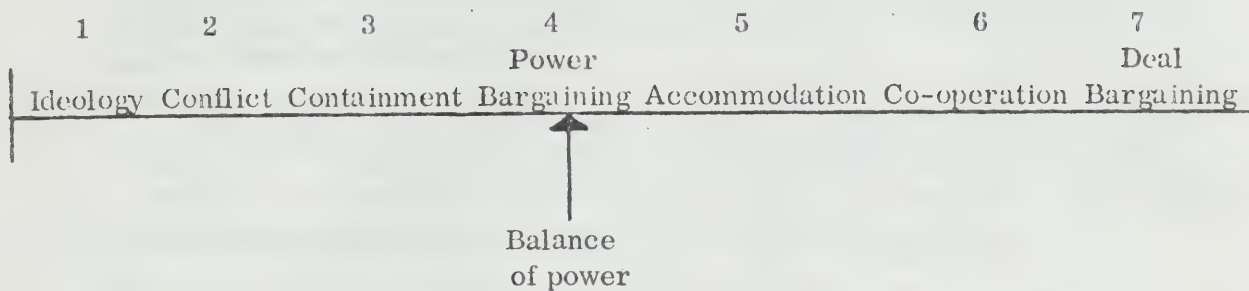 1 2 3 4 5 6 7
Power Deal
Ideology Conflict Containment Bargaining Accommodation Co-operation Bargaining
Balance
of power